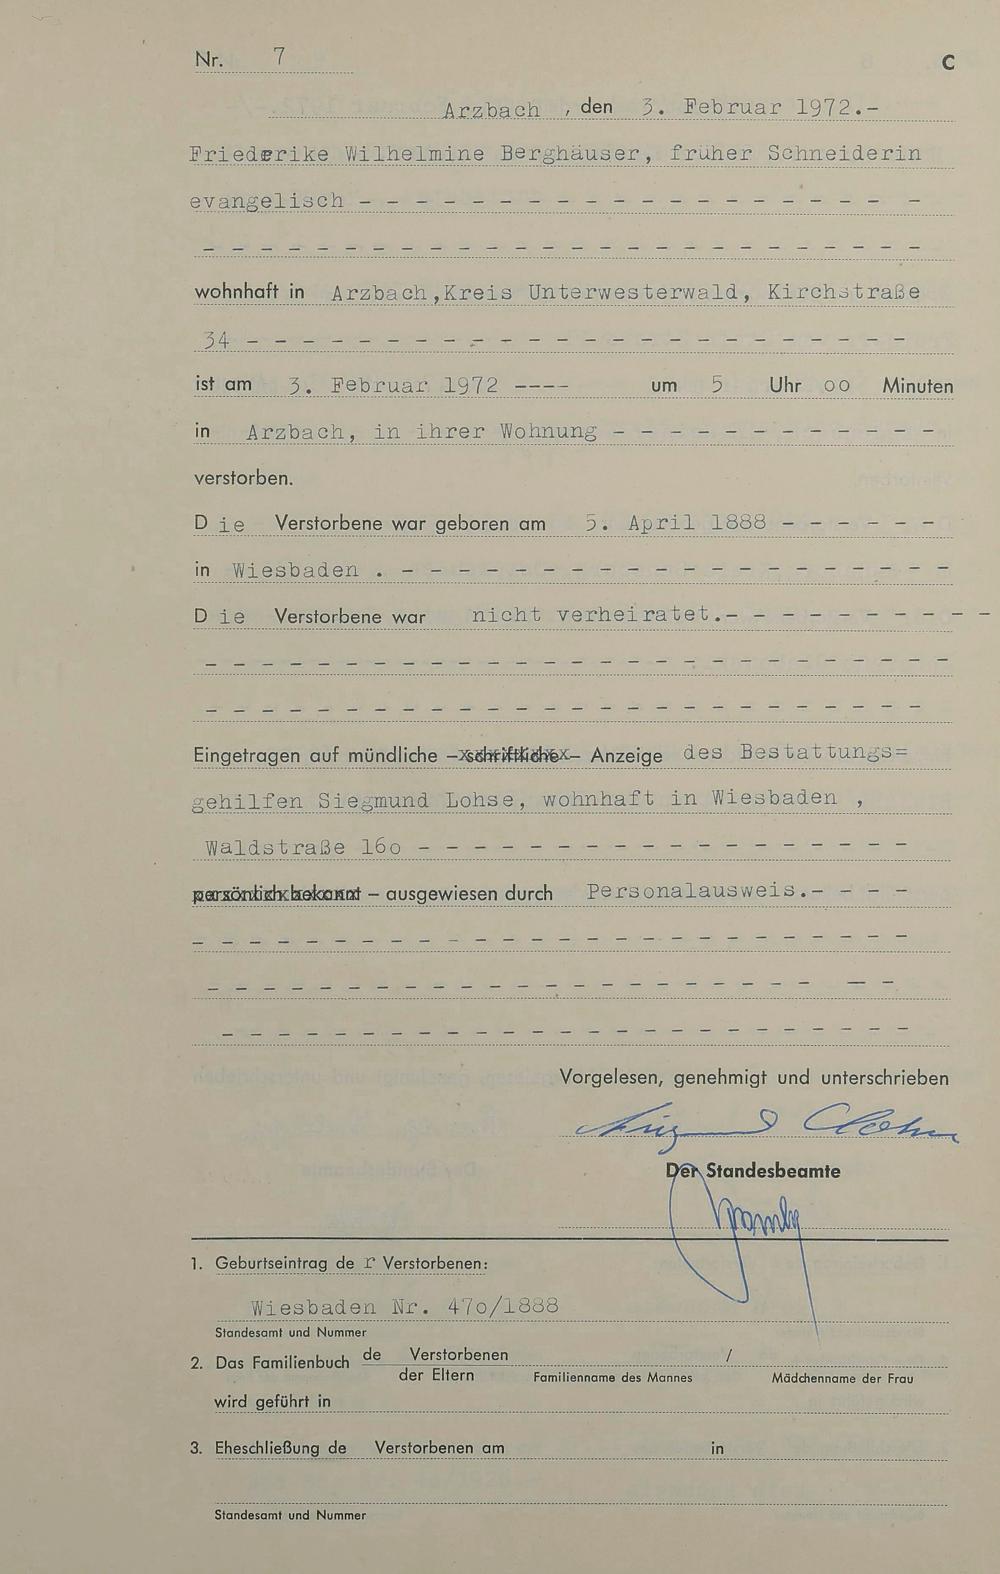 Nr. 7 C
Arzbach , den 3. Februar 1972.-
Friederike Wilhelmine Berghäuser, früher Schneiderin
evangelisch - - - - - - - - - - - - - - - - - - - -
- - - - - - - - - - - - - - - - - - - - - - - - - -
wohnhaft in Arzbach,Kreis Unterwesterwald, Kirchstraße
34 - - - - - - - - - - - - - - - - - - - - - - - -
ist am 3. Februar 1972 ---- um 5 Uhr oo Minuten
in Arzbach, in ihrer Wohnung - - - - - - - - - - - -
verstorben.
D ie Verstorbene war geboren am 5. April 1888 - - - - - -
in Wiesbaden . - - - - - - - - - - - - - - - - - - - -
D ie Verstorbene war nicht verheiratet.- - - - - - - - - -
- - - - - - - - - - - - - - - - - - - - - - - - - - -
- - - - - - - - - - - - - - - - - - - - - - - - - -
Eingetragen auf mündliche – schriftliche – Anzeige des Bestattungs=
gehilfen Siegmund Lohse, wohnhaft in Wiesbaden ,
Waldstraße 16o - - - - - - - - - - - - - - - - - -
persönlich bekannt – ausgewiesen durch Personalausweis.- - - -
- - - - - - - - - - - - - - - - - - - - - - - - - -
- - - - - - - - - - - - - - - - - - - - - - - - -
- - - - - - - - - - - - - - - - - - - - - - - - -
Vorgelesen, genehmigt und unterschrieben
Der Standesbeamte
1. Geburtseintrag de r Verstorbenen:
Wiesbaden Nr. 47o/1888
Standesamt und Nummer
2. Das Familienbuch de Verstorbenen /
der Eltern Familienname des Mannes Mädchenname der Frau
wird geführt in
3. Eheschließung de Verstorbenen am in
Standesamt und Nummer